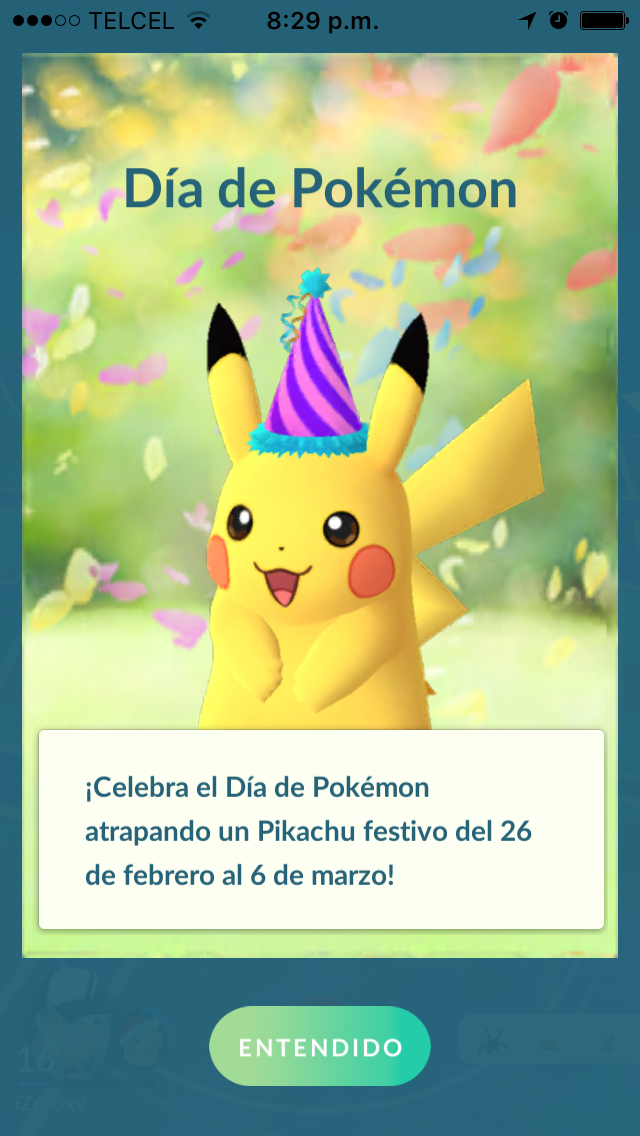 TELCEL 8:29 p.m.
Día de Pokémon
¡Celebra el Día de Pokémon
atrapando un Pikachu festivo del 26
de febrero al 6 de marzo!
ENTENDIDO
16
iZeroxy